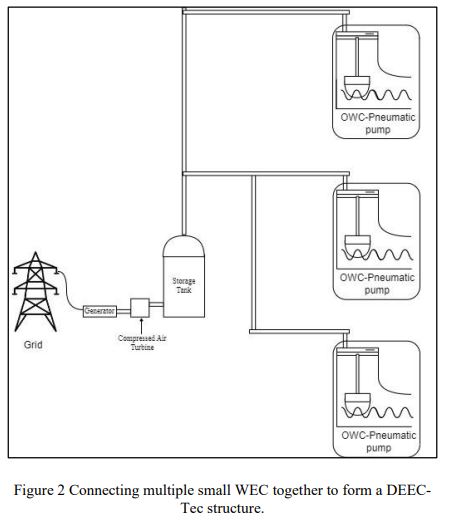 OWC-Pneumatic
pump
OWC-Pneumatic
pump
Storage
Tank
Generator
Compressed Air
Turbine
Grid
OWC-Pneumatic
pump
Figure 2 Connecting multiple small WEC together to form a DEEC-
Tec structure.